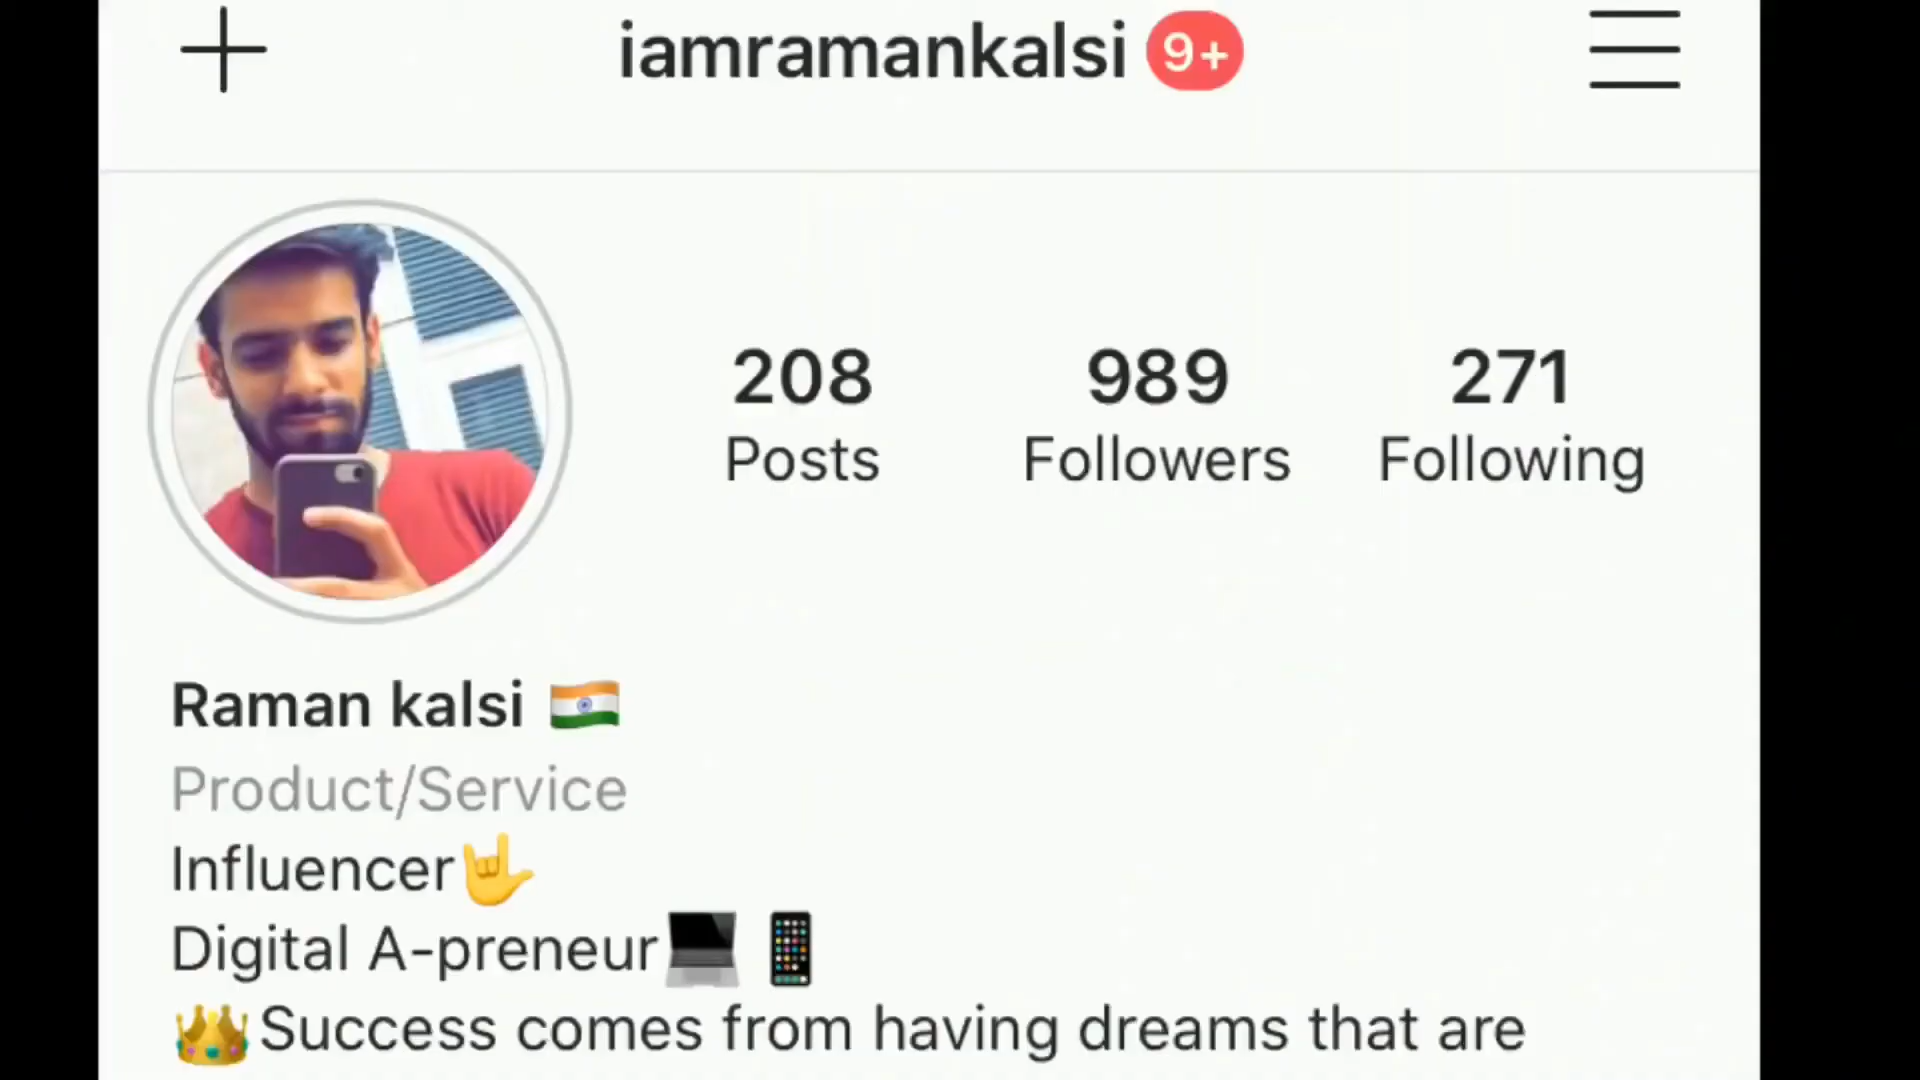 iamramankalsi 9+
208 989 271
Posts Followers Following
Raman kalsi 🇮🇳
Product/Service
Influencer🤟
Digital A-preneur💻 📱
👑Success comes from having dreams that are